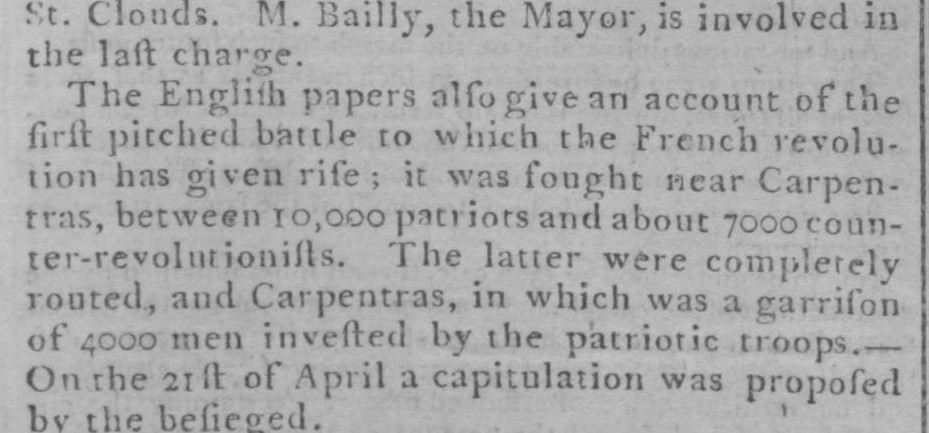 St. Clouds. M. Bailly, the Mayor, is involved in
the laſt charge.
The Engliſh papers alſo give an account of the
firſt pitched battle to which the French revolu-
tion has given riſe; it was fought near Carpen-
tras, between 10,000 patriots and about 7000 coun-
ter-revolutioniſts. The latter were completely
routed, and Carpentras, in which was a garriſon
of 4000 men inveſted by the patriotic troops.—
On the 21ſt of April a capitulation was propoſed
by the beſieged.